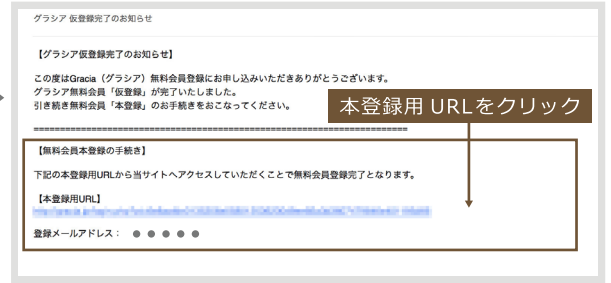 グラシア 仮登録完了のお知らせ
【グラシア仮登録完了のお知らせ】
この度はGracia（グラシア）無料会員登録にお申し込みいただきありがとうございます。
グラシア無料会員「仮登録」が完了いたしました。
引き続き無料会員「本登録」のお手続きをおこなってください。
本登録用 URLをクリック
【無料会員本登録の手続き】
下記の本登録用URLから当サイトへアクセスしていただくことで無料会員登録完了となります。
【本登録用URL】
登録メールアドレス： ●●●●●